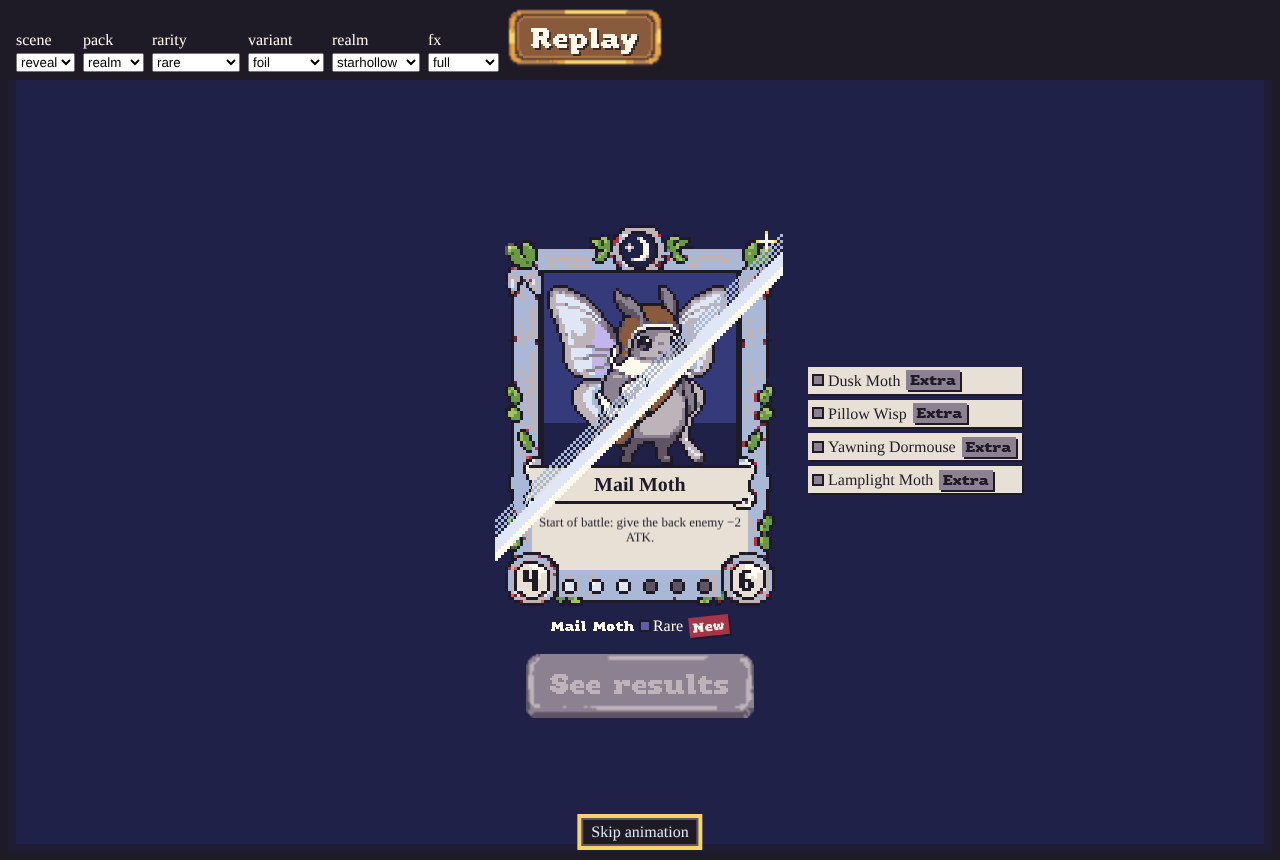 scene
pack
rarity
variant
realm
fx
Replay
reveal
realm
rare
foil
starhollow
full
Mail Moth
Start of battle: give the back enemy −2
ATK.
4
6
Mail Moth Rare New
See results
Dusk Moth Extra
Pillow Wisp Extra
Yawning Dormouse Extra
Lamplight Moth Extra
Skip animation